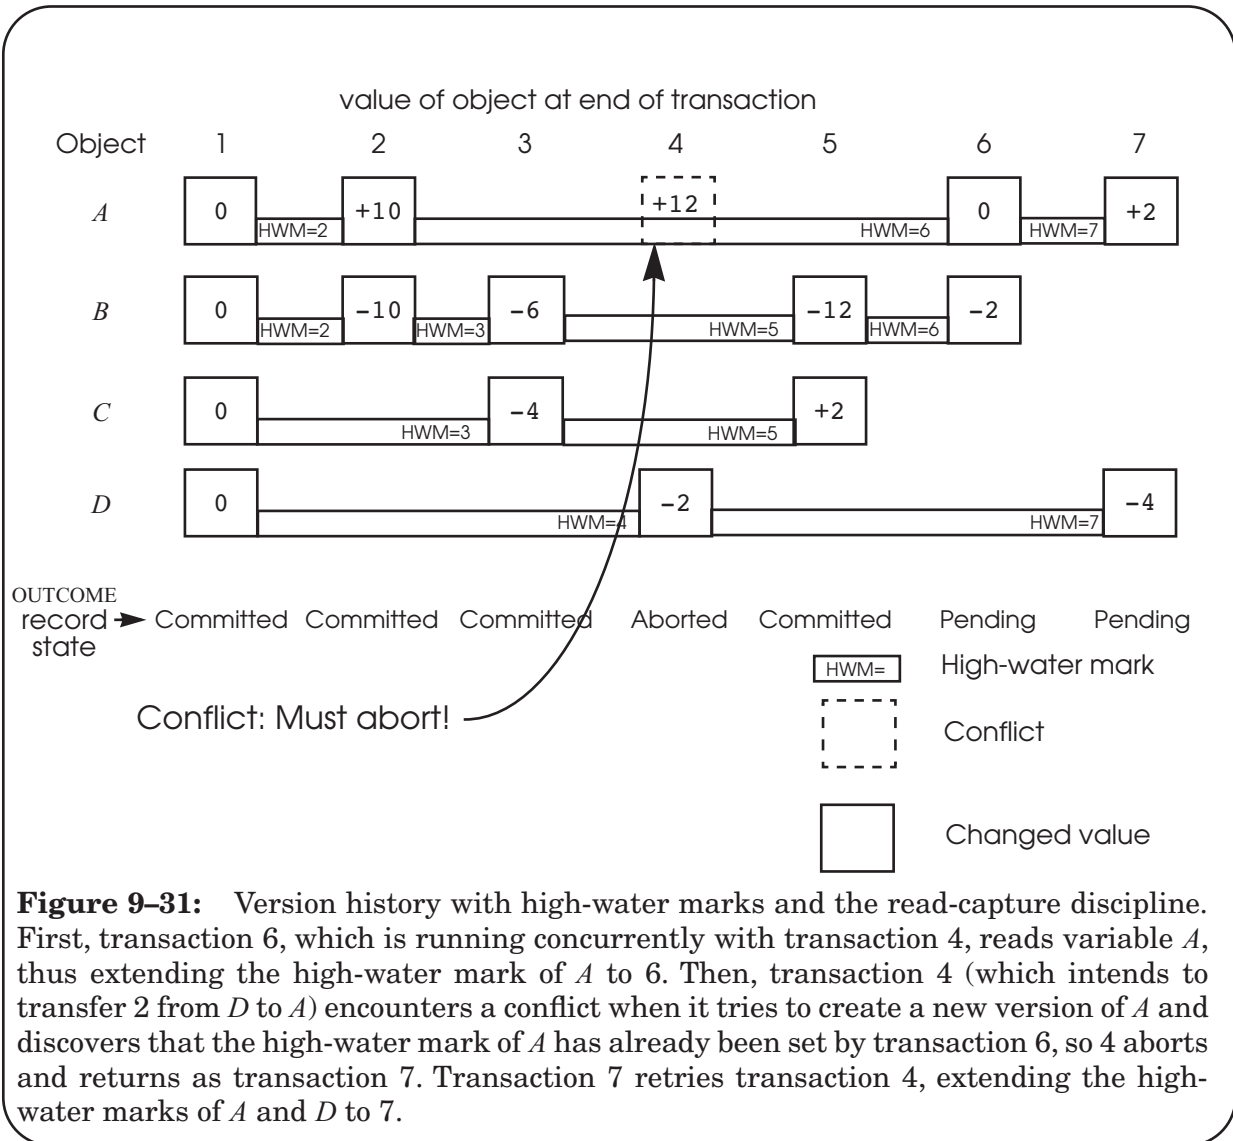 value of object at end of transaction
Object 1 2 3 4 5 6 7
A 0 HWM=2 +10 +12 HWM=6 0 HWM=7 +2
B 0 HWM=2 -10 HWM=3 -6 HWM=5 -12 HWM=6 -2
C 0 HWM=3 -4 HWM=5 +2
D 0 HWM=4 -2 HWM=7 -4
OUTCOME
record state Committed Committed Committed Aborted Committed Pending Pending
HWM= High-water mark
Conflict: Must abort!
Conflict
Changed value
Figure 9–31: Version history with high-water marks and the read-capture discipline.
First, transaction 6, which is running concurrently with transaction 4, reads variable A,
thus extending the high-water mark of A to 6. Then, transaction 4 (which intends to
transfer 2 from D to A) encounters a conflict when it tries to create a new version of A and
discovers that the high-water mark of A has already been set by transaction 6, so 4 aborts
and returns as transaction 7. Transaction 7 retries transaction 4, extending the high-
water marks of A and D to 7.